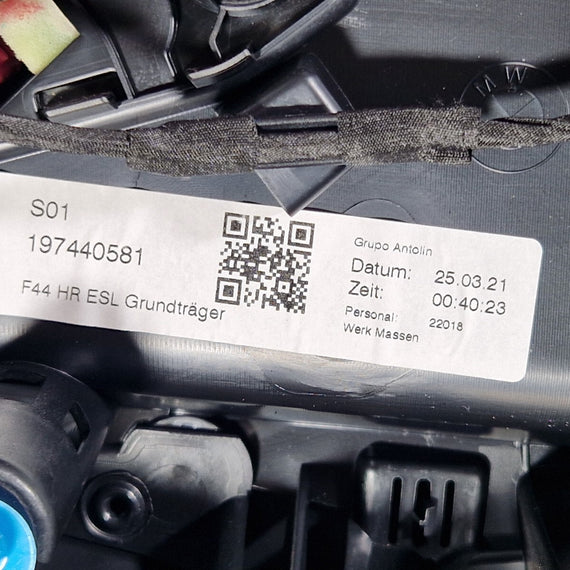 BMW
S01
197440581
F44 HR ESL Grundträger
Grupo Antolin
Datum: 25.03.21
Zeit: 00:40:23
Personal: 22018
Werk Massen